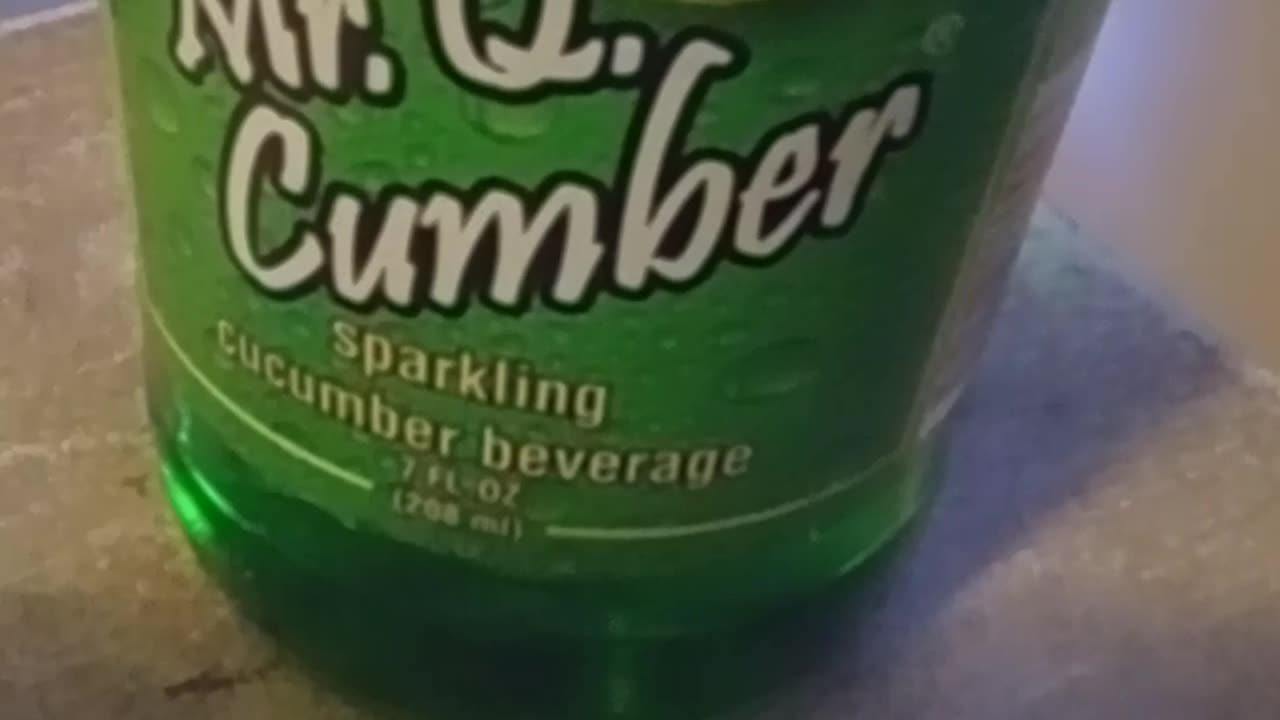 Mr. Q.
Cumber
sparkling
cucumber beverage
7 FL OZ
(208 ml)